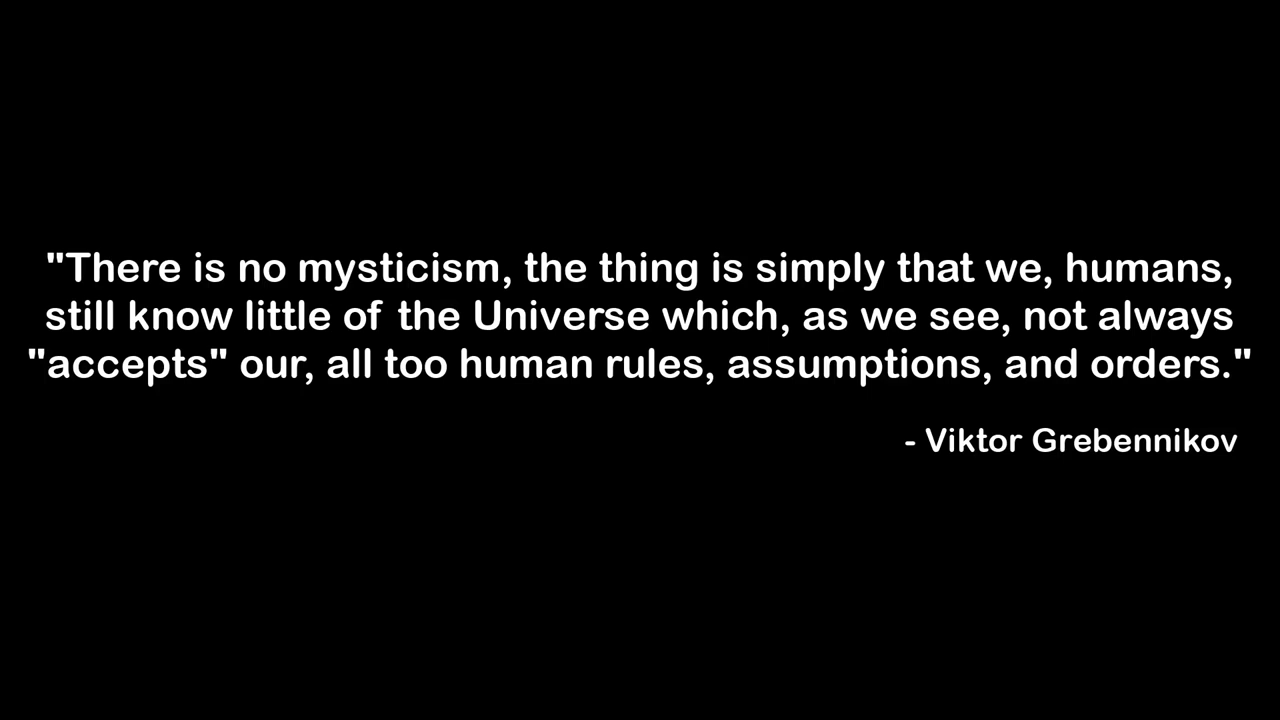 "There is no mysticism, the thing is simply that we, humans,
still know little of the Universe which, as we see, not always
"accepts" our, all too human rules, assumptions, and orders."
- Viktor Grebennikov